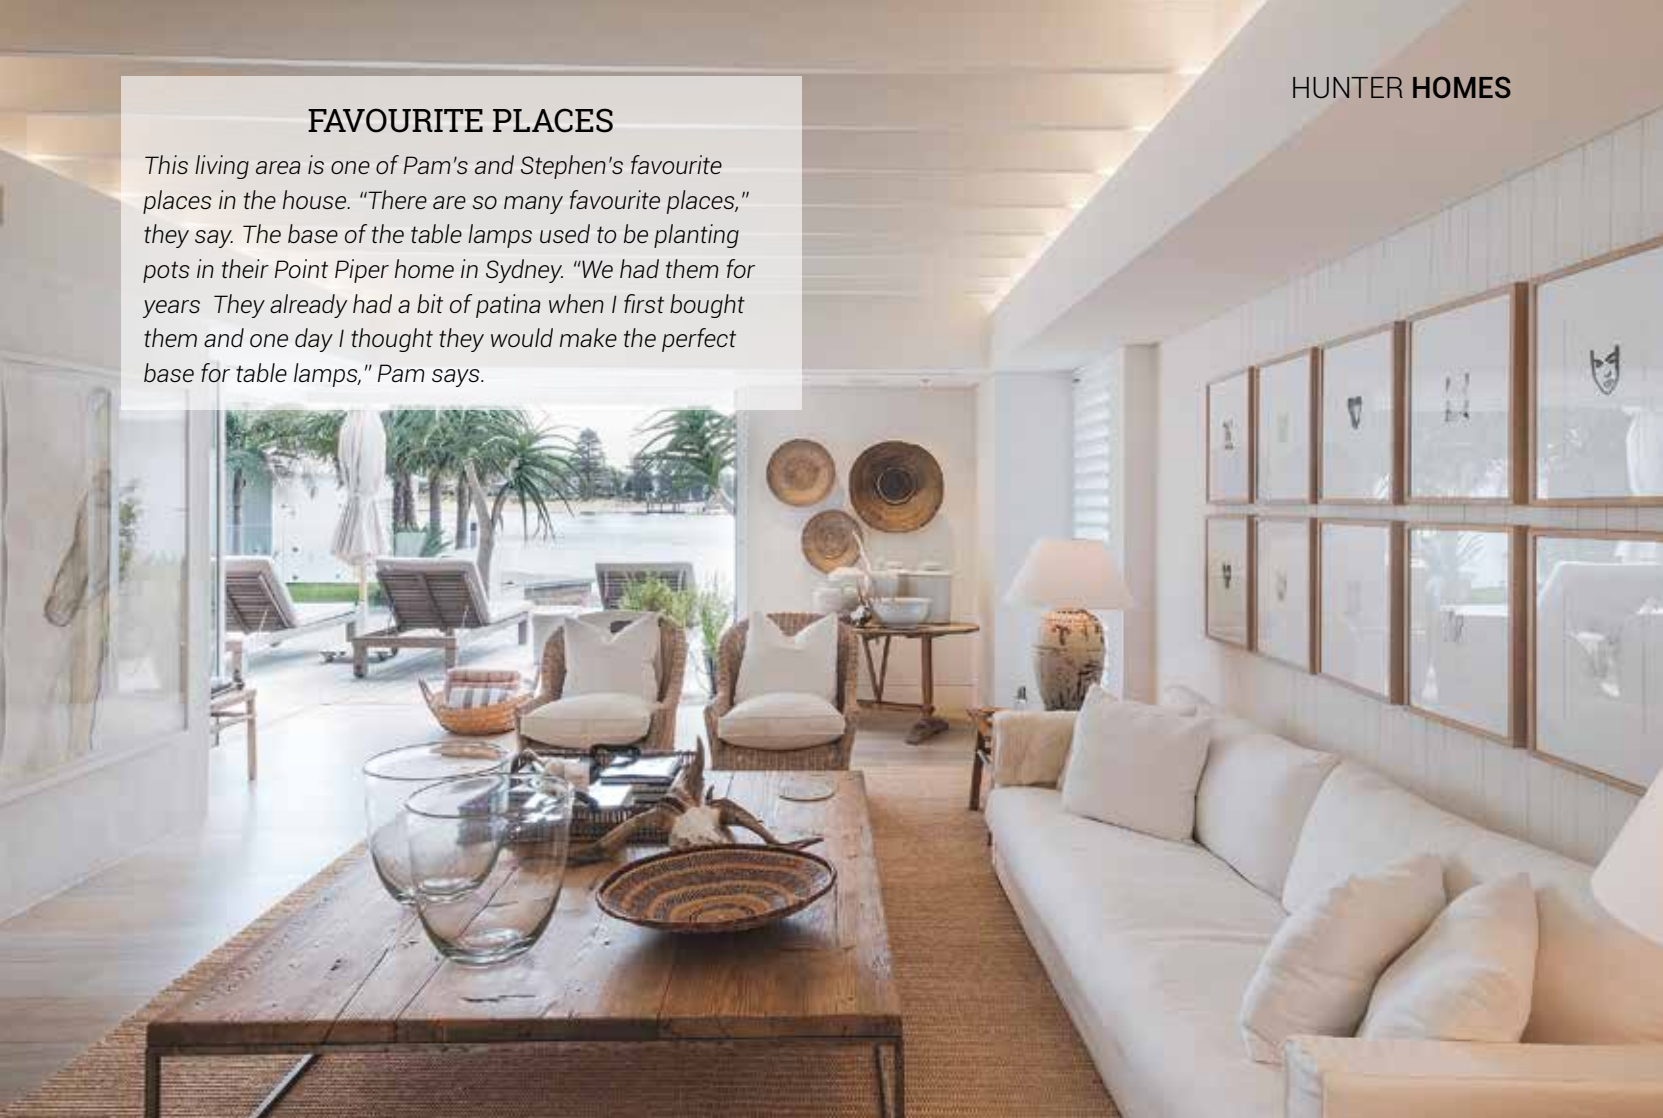 HUNTER HOMES
FAVOURITE PLACES
This living area is one of Pam's and Stephen's favourite
places in the house. “There are so many favourite places,”
they say. The base of the table lamps used to be planting
pots in their Point Piper home in Sydney. “We had them for
years  They already had a bit of patina when I first bought
them and one day I thought they would make the perfect
base for table lamps,” Pam says.